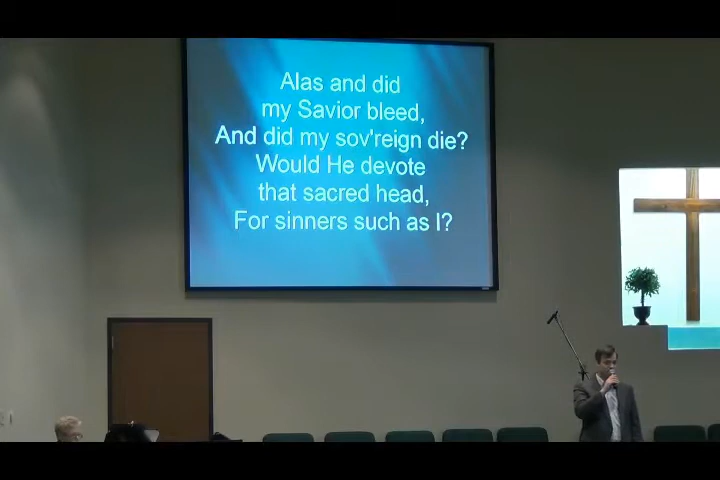 Alas and did
my Savior bleed,
And did my sov'reign die?
Would He devote
that sacred head,
For sinners such as I?